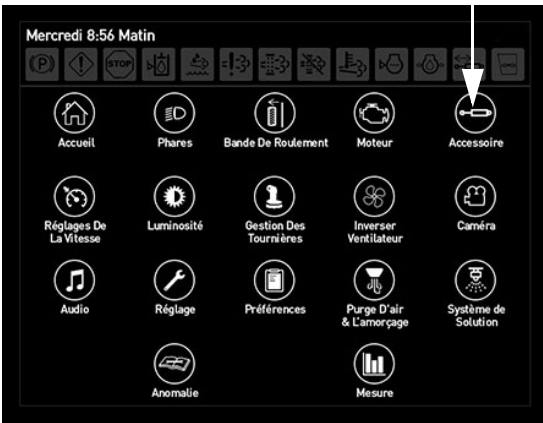 Mercredi 8:56 Matin
(P) ! STOP
Accueil Phares Bande De Roulement Moteur Accessoire
Réglages De La Vitesse Luminosité Gestion Des Tournières Inverser Ventilateur Caméra
Audio Réglage Préférences Purge D'air & L'amorçage Système de Solution
Anomalie Mesure